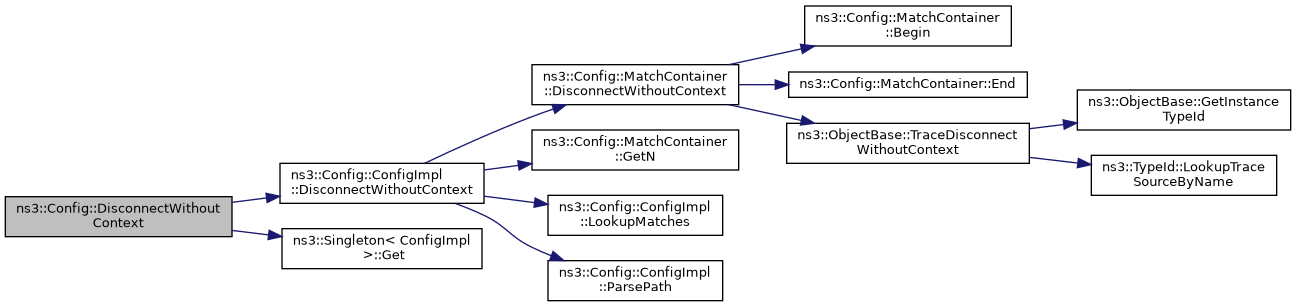 ns3::Config::DisconnectWithout
Context
ns3::Config::ConfigImpl
::DisconnectWithoutContext
ns3::Singleton< ConfigImpl
>::Get
ns3::Config::MatchContainer
::DisconnectWithoutContext
ns3::Config::MatchContainer
::GetN
ns3::Config::ConfigImpl
::LookupMatches
ns3::Config::ConfigImpl
::ParsePath
ns3::Config::MatchContainer
::Begin
ns3::Config::MatchContainer::End
ns3::ObjectBase::TraceDisconnect
WithoutContext
ns3::ObjectBase::GetInstance
TypeId
ns3::TypeId::LookupTrace
SourceByName